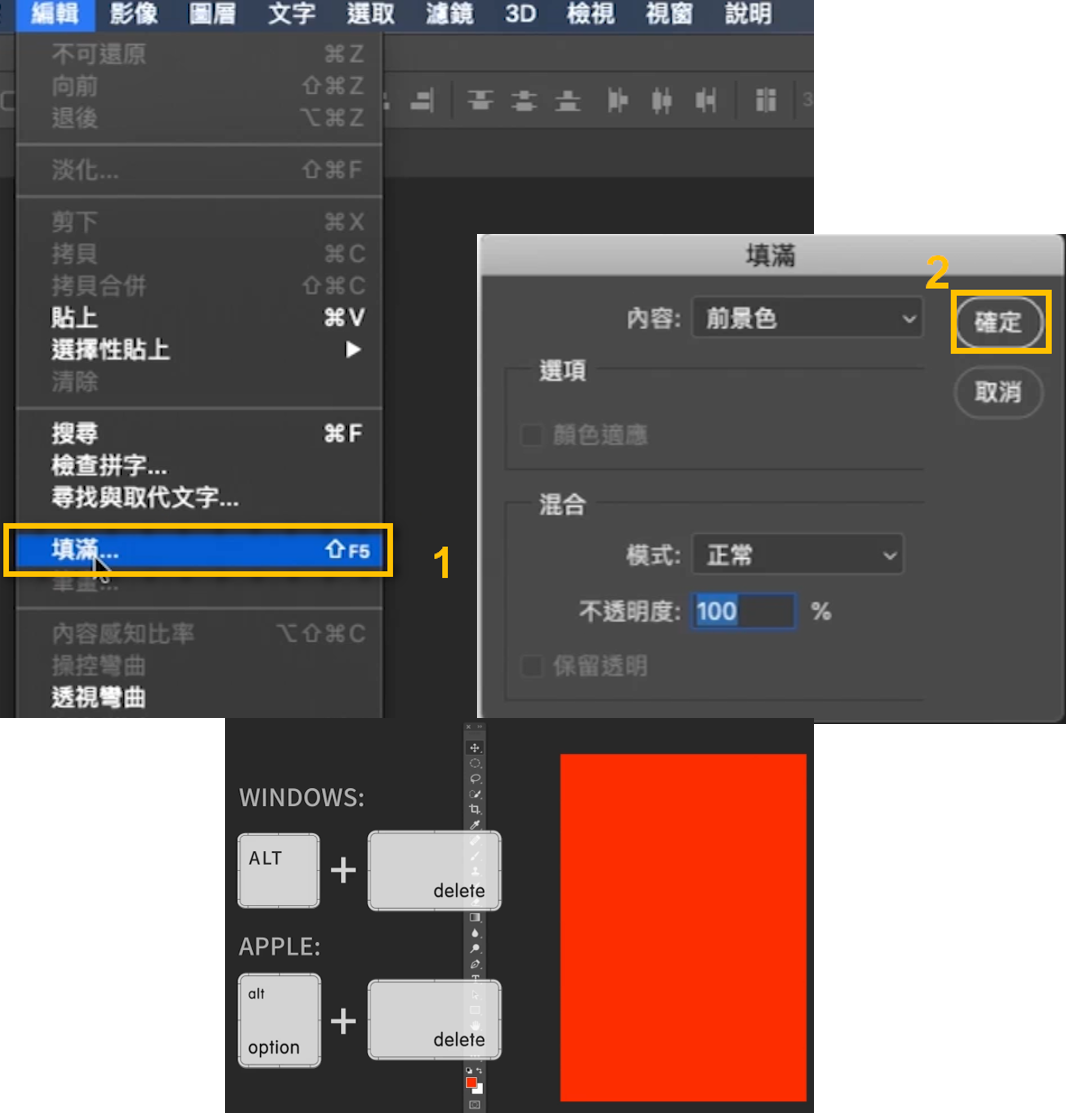 編輯 影像 圖層 文字 選取 濾鏡 3D 檢視 視窗 說明
不可還原 ⌘Z
向前 ⇧⌘Z
退後 ⌥⌘Z
淡化... ⇧⌘F
剪下 ⌘X
拷貝 ⌘C
拷貝合併 ⇧⌘C
貼上 ⌘V
選擇性貼上 ▶
清除
搜尋 ⌘F
檢查拼字...
尋找與取代文字...
填滿... ⇧F5
1
筆畫...
內容感知比率 ⌥⇧⌘C
操控彎曲
透視彎曲
填滿
2
內容: 前景色
確定
取消
選項
顏色適應
混合
模式: 正常
不透明度: 100 %
保留透明
WINDOWS:
ALT + delete
APPLE:
alt
option + delete